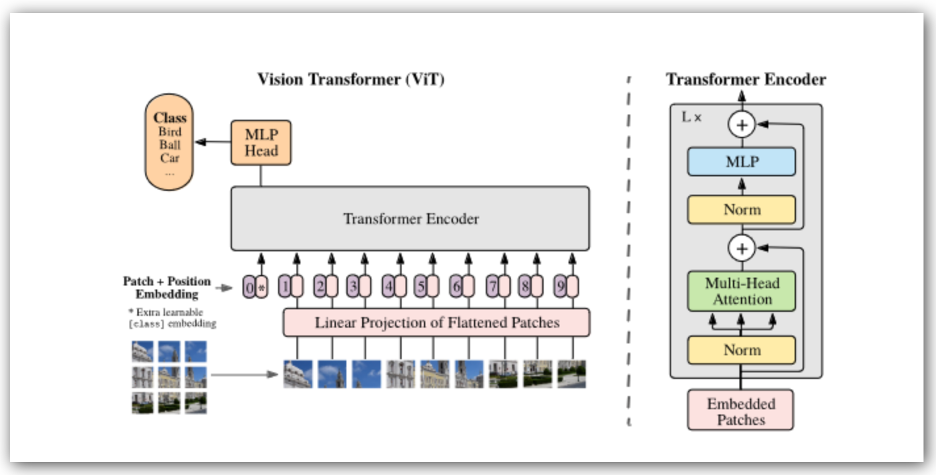 Vision Transformer (ViT)
Class
Bird
Ball
Car
...
MLP
Head
Transformer Encoder
Patch + Position
Embedding
0 * 1 2 3 4 5 6 7 8 9
* Extra learnable
[class] embedding
Linear Projection of Flattened Patches
Transformer Encoder
L ×
+
MLP
Norm
+
Multi-Head
Attention
Norm
Embedded
Patches